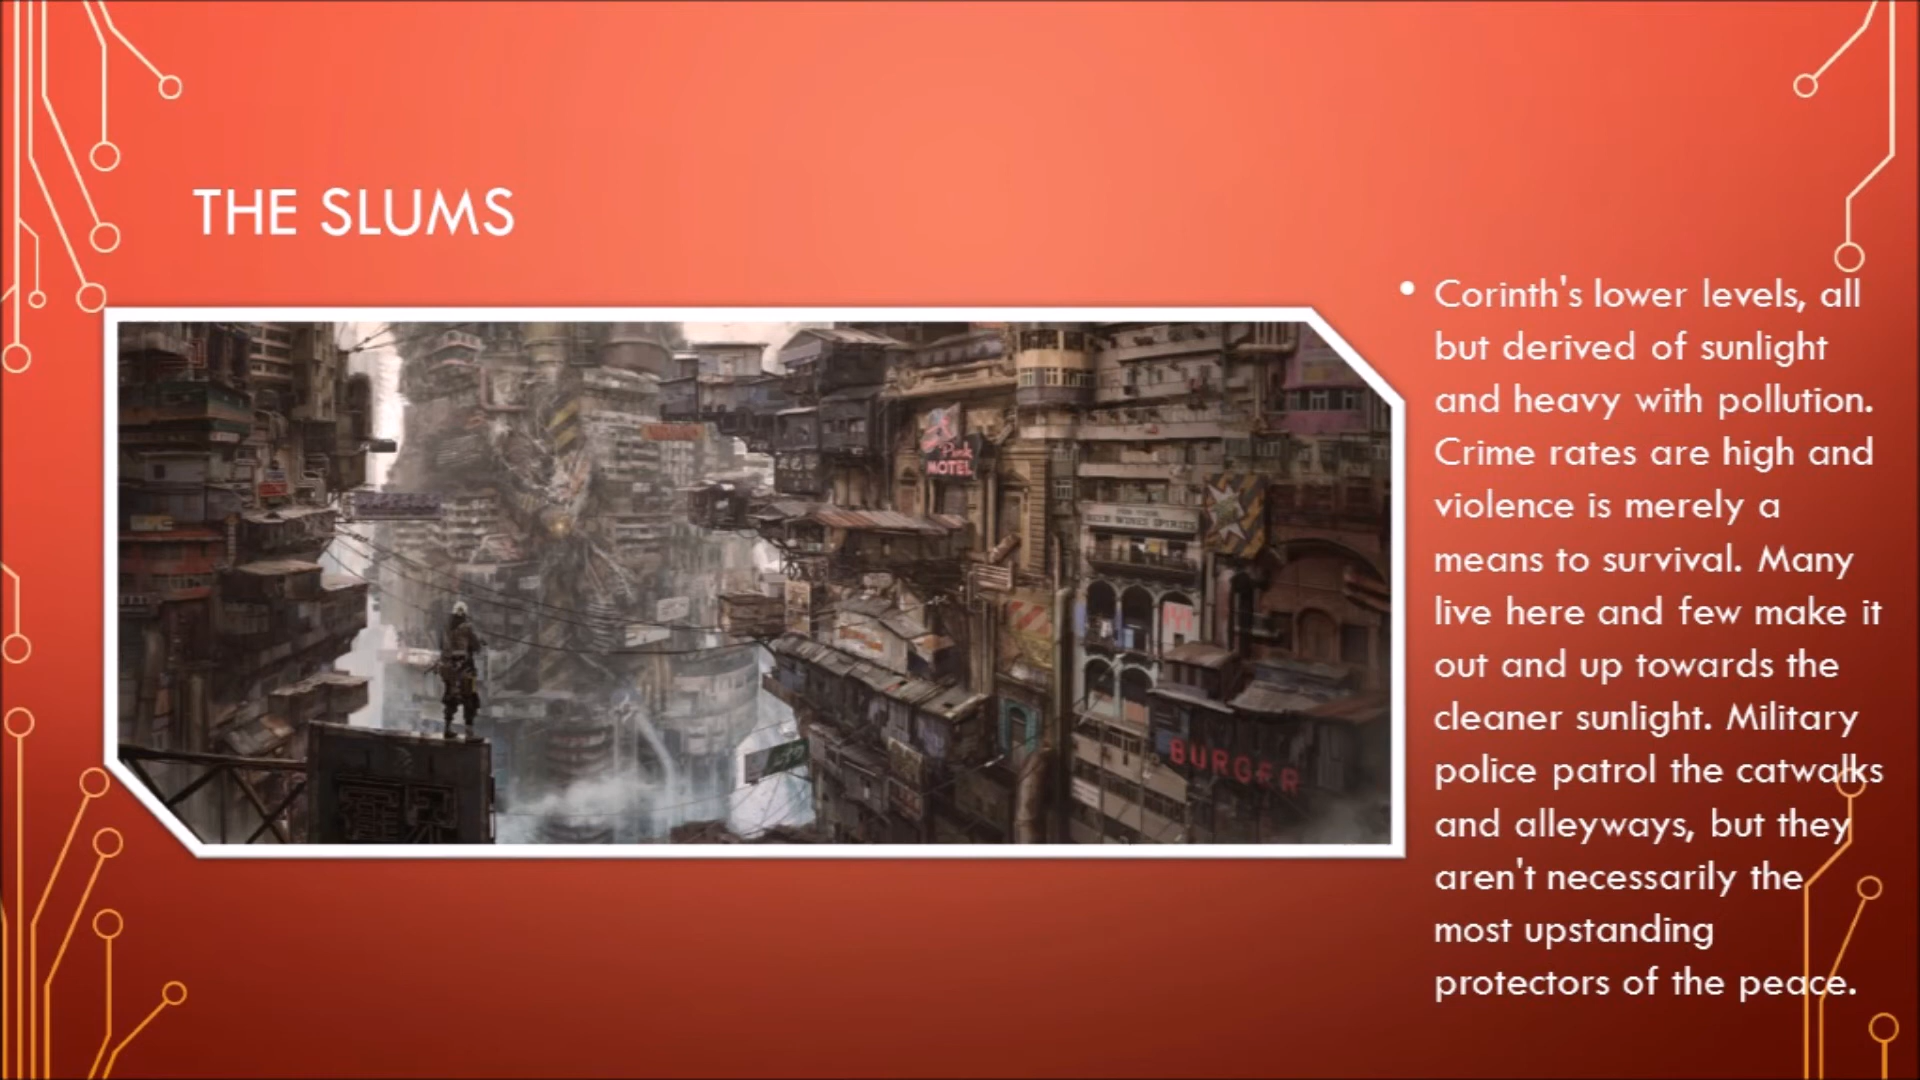 THE SLUMS
• Corinth's lower levels, all
but derived of sunlight
and heavy with pollution.
Crime rates are high and
violence is merely a
means to survival. Many
live here and few make it
out and up towards the
cleaner sunlight. Military
police patrol the catwalks
and alleyways, but they
aren't necessarily the
most upstanding
protectors of the peace.
Pink
MOTEL
BURGER